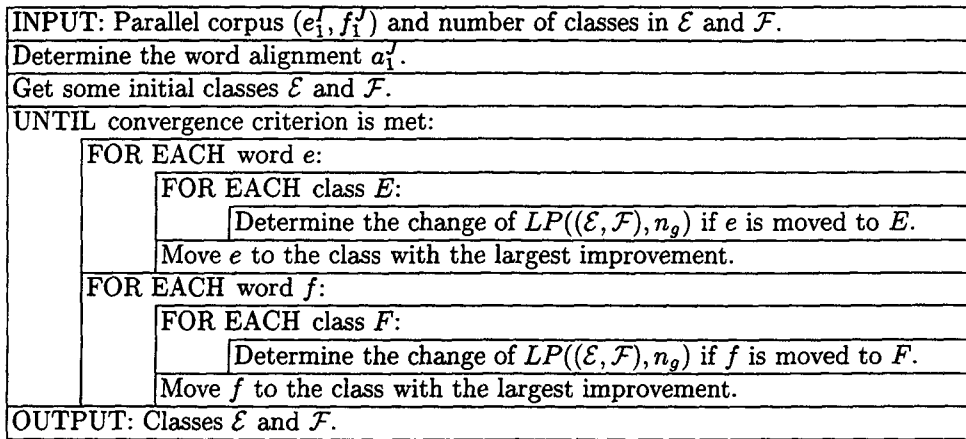 INPUT: Parallel corpus (e₁ᴵ, f₁ᴶ) and number of classes in ℰ and ℱ.
Determine the word alignment a₁ᴶ.
Get some initial classes ℰ and ℱ.
UNTIL convergence criterion is met:
FOR EACH word e:
FOR EACH class E:
Determine the change of LP((ℰ, ℱ), n_g) if e is moved to E.
Move e to the class with the largest improvement.
FOR EACH word f:
FOR EACH class F:
Determine the change of LP((ℰ, ℱ), n_g) if f is moved to F.
Move f to the class with the largest improvement.
OUTPUT: Classes ℰ and ℱ.